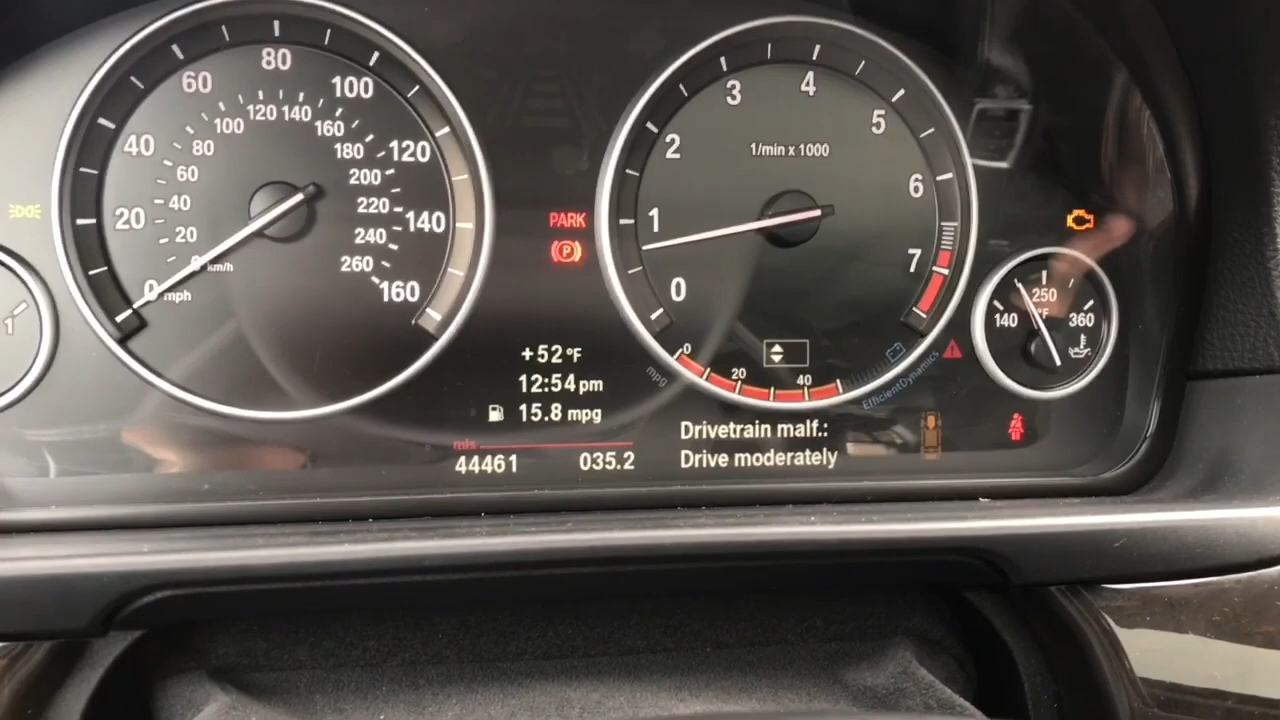 0
20
40
60
80
100
120
140
160
mph
0 km/h
20
40
60
80
100
120
140
160
180
200
220
240
260
1
PARK
P
+52°F
12:54 pm
15.8 mpg
mls
44461 035.2
0
1
2
3
4
5
6
7
1/min x 1000
0
20
40
mpg
EfficientDynamics
Drivetrain malf.:
Drive moderately
140
250
360
°F